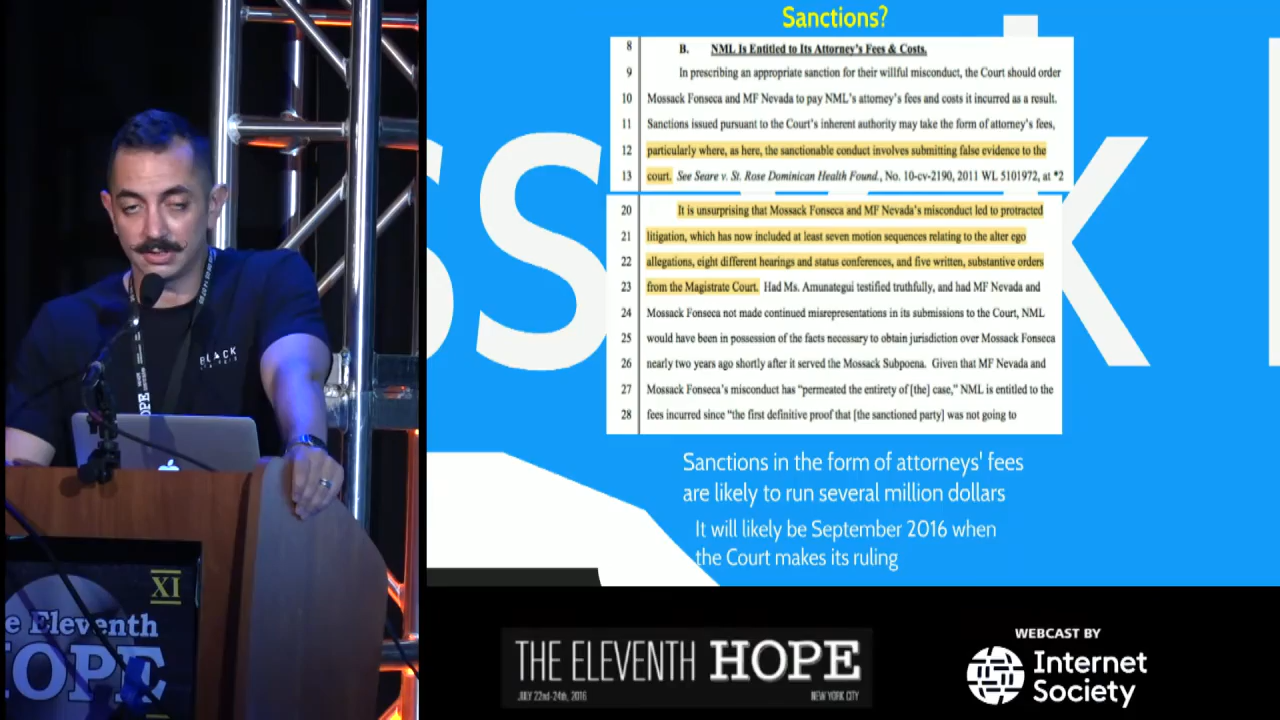 Sanctions?
8 B. NML Is Entitled to Its Attorney's Fees & Costs.
9 In prescribing an appropriate sanction for their willful misconduct, the Court should order
10 Mossack Fonseca and MF Nevada to pay NML's attorney's fees and costs it incurred as a result.
11 Sanctions issued pursuant to the Court's inherent authority may take the form of attorney's fees,
12 particularly where, as here, the sanctionable conduct involves submitting false evidence to the
13 court. See Seare v. St. Rose Dominican Health Found., No. 10-cv-2190, 2011 WL 5101972, at *2
20 It is unsurprising that Mossack Fonseca and MF Nevada's misconduct led to protracted
21 litigation, which has now included at least seven motion sequences relating to the alter ego
22 allegations, eight different hearings and status conferences, and five written, substantive orders
23 from the Magistrate Court. Had Ms. Amunategui testified truthfully, and had MF Nevada and
24 Mossack Fonseca not made continued misrepresentations in its submissions to the Court, NML
25 would have been in possession of the facts necessary to obtain jurisdiction over Mossack Fonseca
26 nearly two years ago shortly after it served the Mossack Subpoena. Given that MF Nevada and
27 Mossack Fonseca's misconduct has "permeated the entirety of [the] case," NML is entitled to the
28 fees incurred since "the first definitive proof that [the sanctioned party] was not going to
Sanctions in the form of attorneys' fees
are likely to run several million dollars
It will likely be September 2016 when
the Court makes its ruling
BLACK
HOPE
XI
e Eleventh
HOPE
THE ELEVENTH HOPE
JULY 22nd-24th, 2016 NEW YORK CITY
WEBCAST BY
Internet
Society